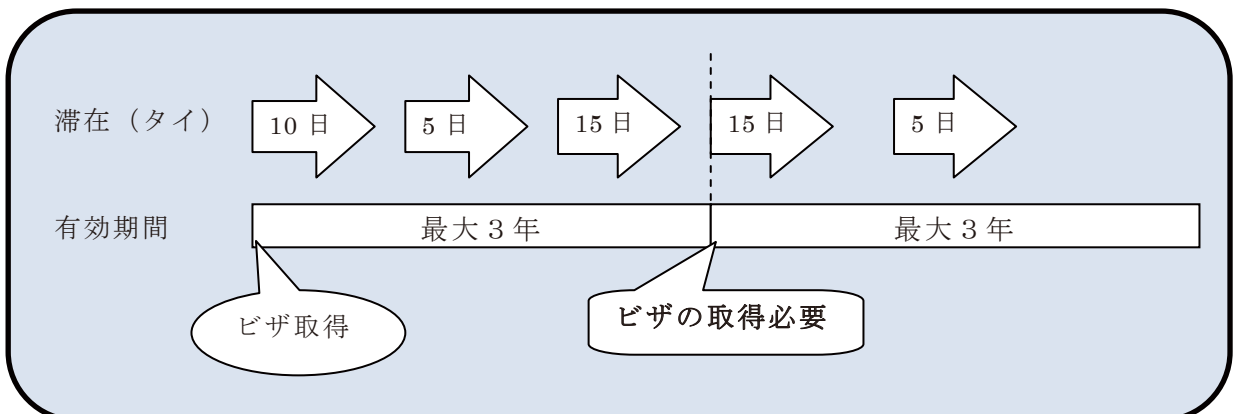 滞在（タイ） 10 日 5 日 15 日 15 日 5 日
有効期間 最大３年 最大３年
ビザ取得 ビザの取得必要